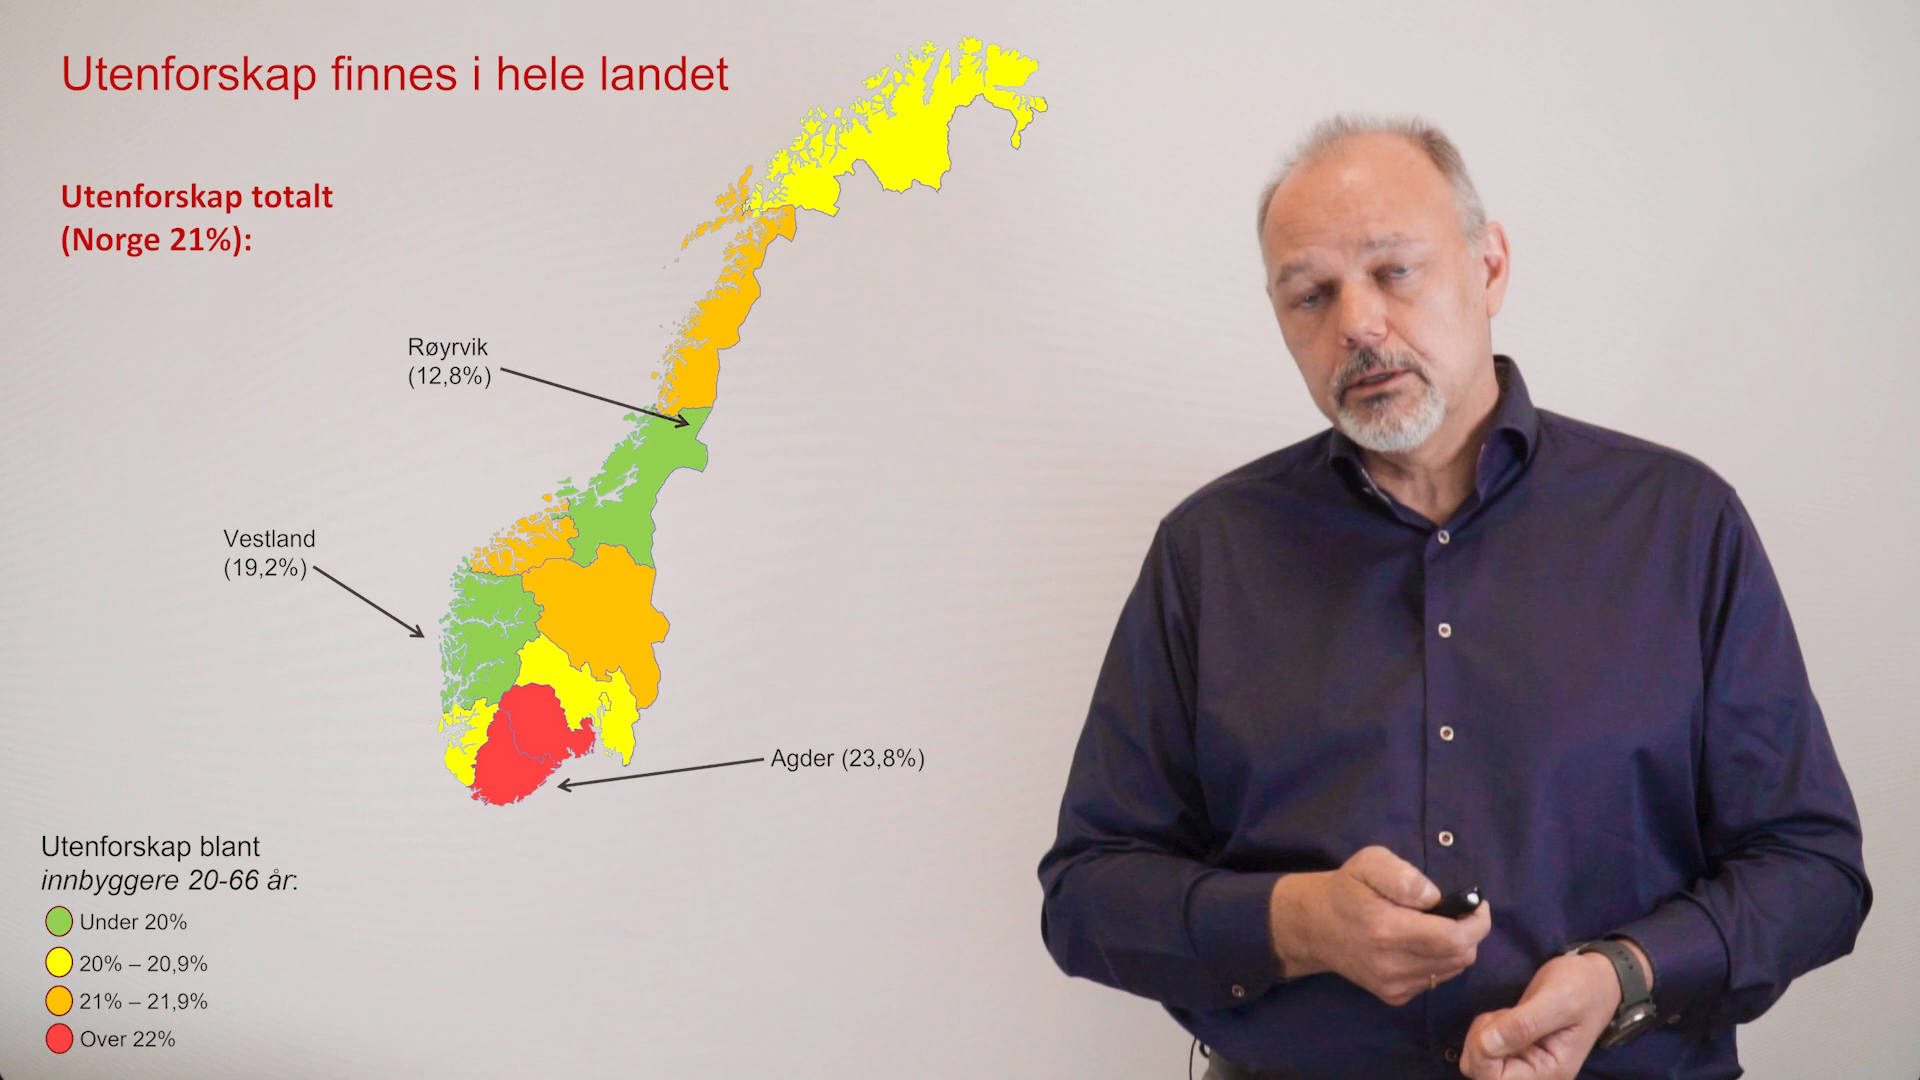 Utenforskap finnes i hele landet
Utenforskap totalt
(Norge 21%):
Røyrvik
(12,8%)
Vestland
(19,2%)
Agder (23,8%)
Utenforskap blant
innbyggere 20-66 år:
Under 20%
20% – 20,9%
21% – 21,9%
Over 22%